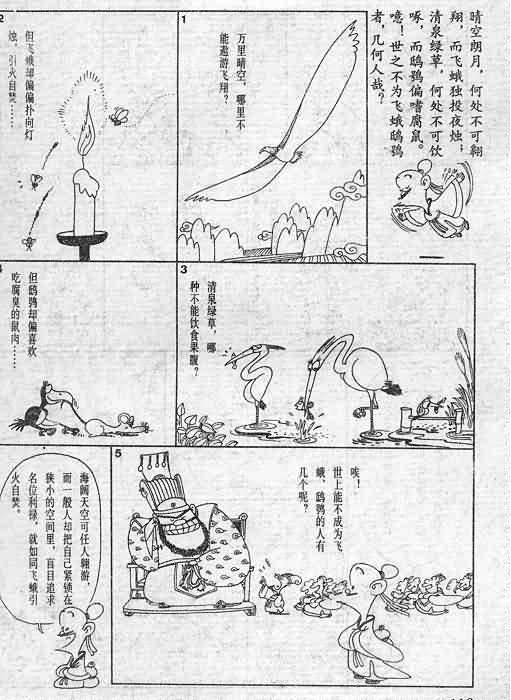 晴空朗月，何处不可翱
翔，而飞蛾独投夜烛；
清泉绿草，何处不可饮
啄，而鸱鸮偏嗜腐鼠。
噫！世之不为飞蛾鸱鸮
者，几何人哉？
1
万里晴空，哪里不
能遨游飞翔？
2
但飞蛾却偏偏扑向灯
烛，引火自焚……
3
清泉绿草，哪
种不能饮食果腹？
4
但鸱鸮却偏喜欢
吃腐臭的鼠肉……
5
唉！
世上能不成为飞
蛾、鸱鸮的人有
几个呢？
海阔天空可任人翱游，
而一般人却把自己紧锁在
狭小的空间里，盲目追求
名位利禄，就如同飞蛾引
火自焚。